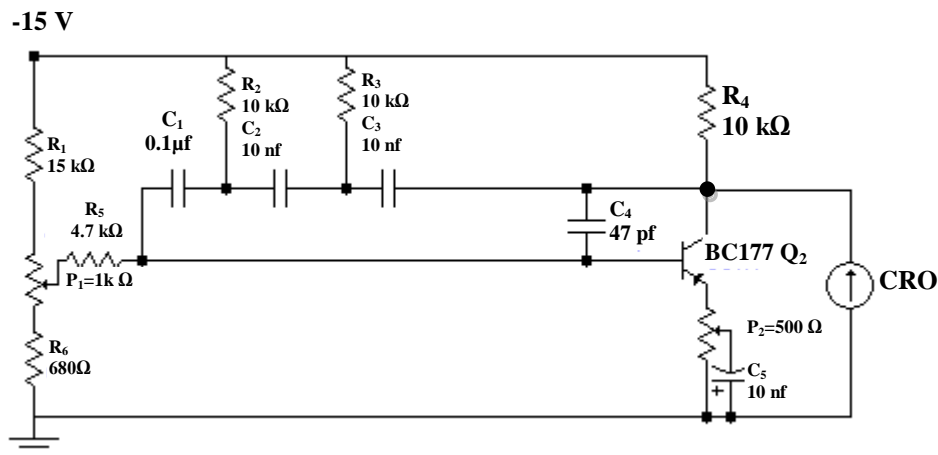 -15 V
R₁
15 kΩ
R₂
10 kΩ
C₂
10 nf
R₃
10 kΩ
C₃
10 nf
R₄
10 kΩ
C₁
0.1µf
R₅
4.7 kΩ
P₁=1k Ω
C₄
47 pf
BC177 Q₂
CRO
P₂=500 Ω
C₅
10 nf
+
R₆
680Ω